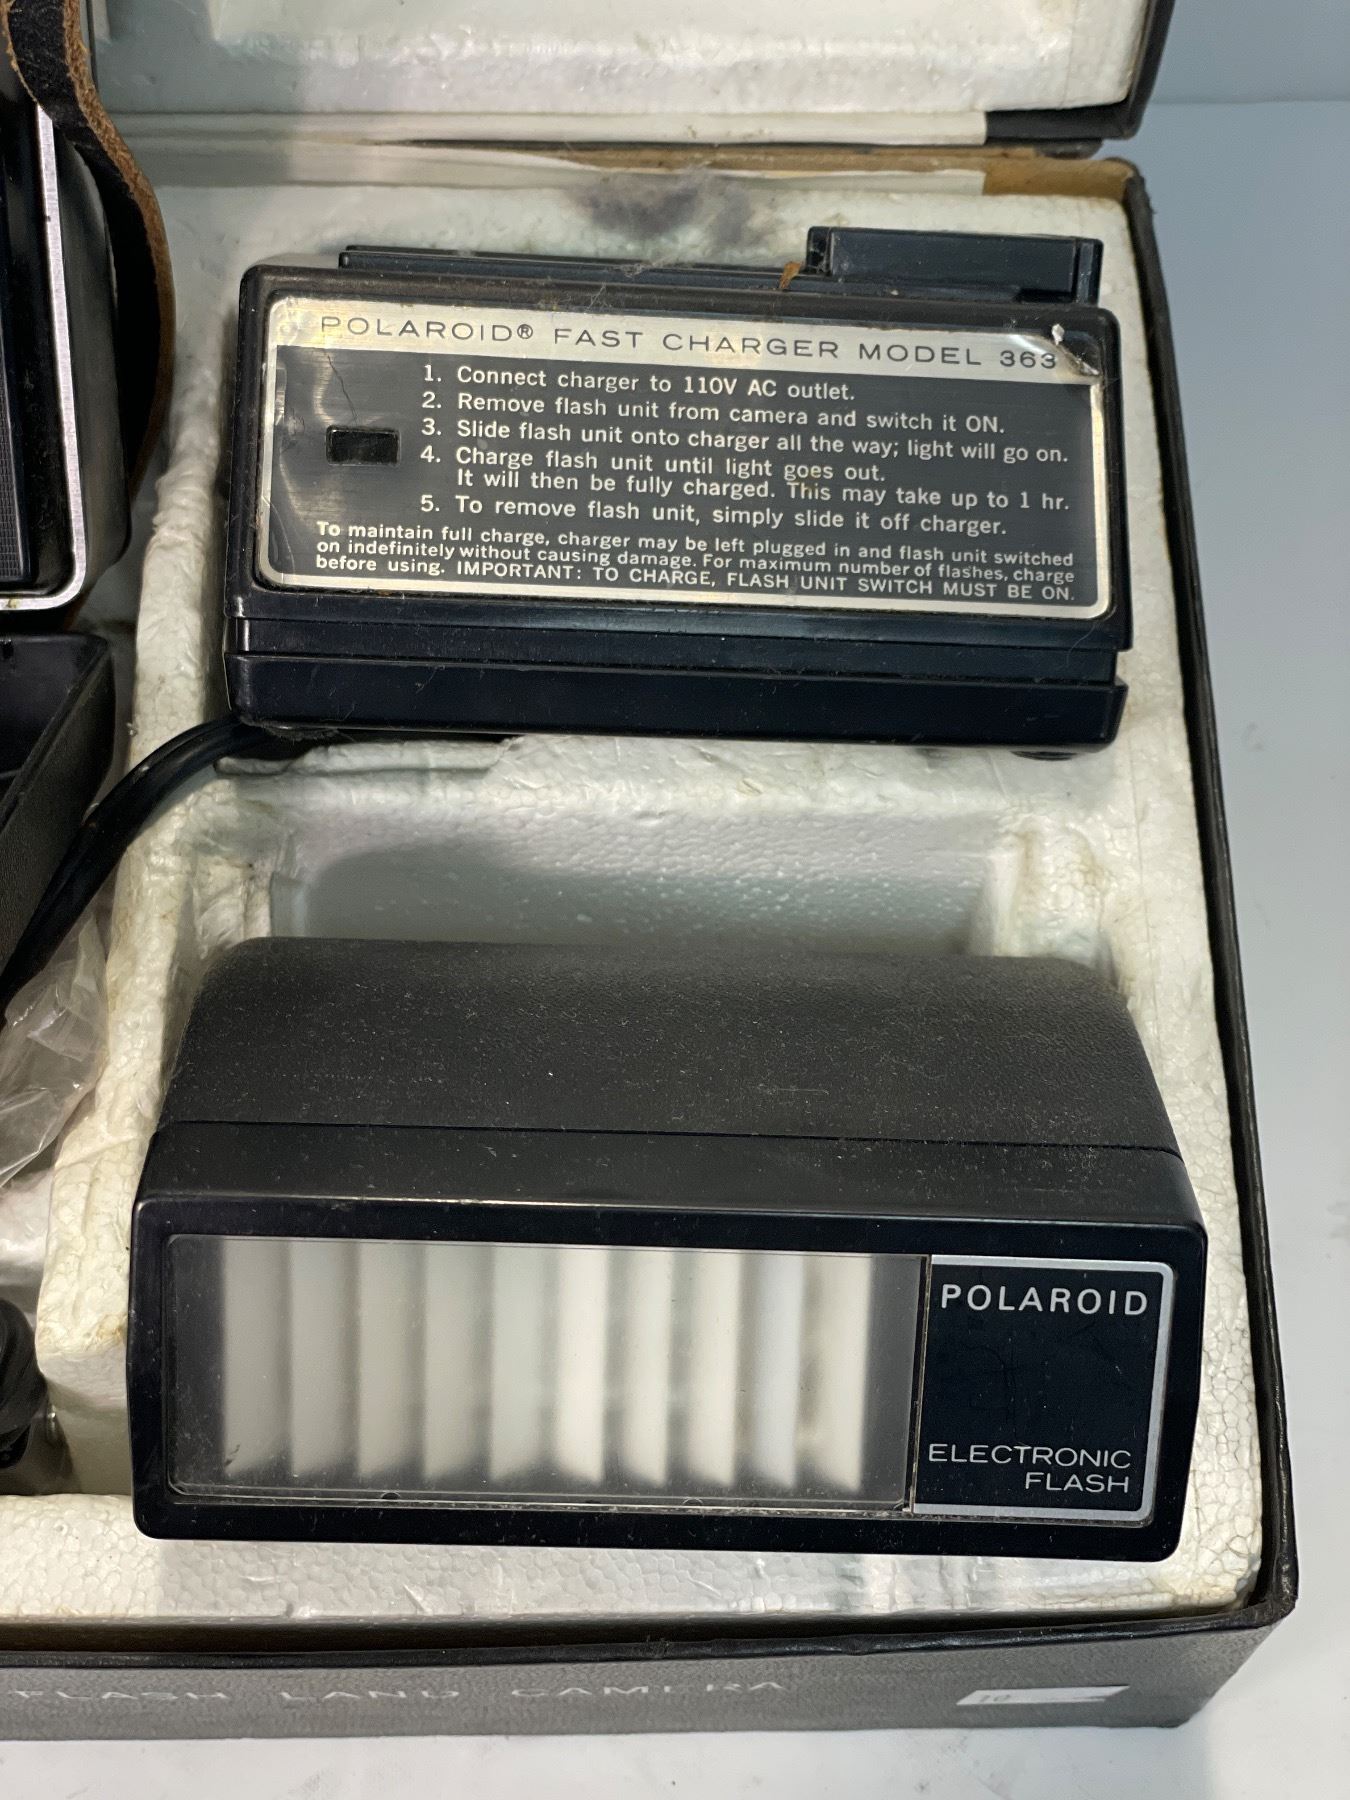 POLAROID® FAST CHARGER MODEL 363
1. Connect charger to 110V AC outlet.
2. Remove flash unit from camera and switch it ON.
3. Slide flash unit onto charger all the way; light will go on.
4. Charge flash unit until light goes out.
It will then be fully charged. This may take up to 1 hr.
5. To remove flash unit, simply slide it off charger.
To maintain full charge, charger may be left plugged in and flash unit switched
on indefinitely without causing damage. For maximum number of flashes, charge
before using. IMPORTANT: TO CHARGE, FLASH UNIT SWITCH MUST BE ON.
POLAROID
ELECTRONIC
FLASH
FLASH LAND CAMERA
10